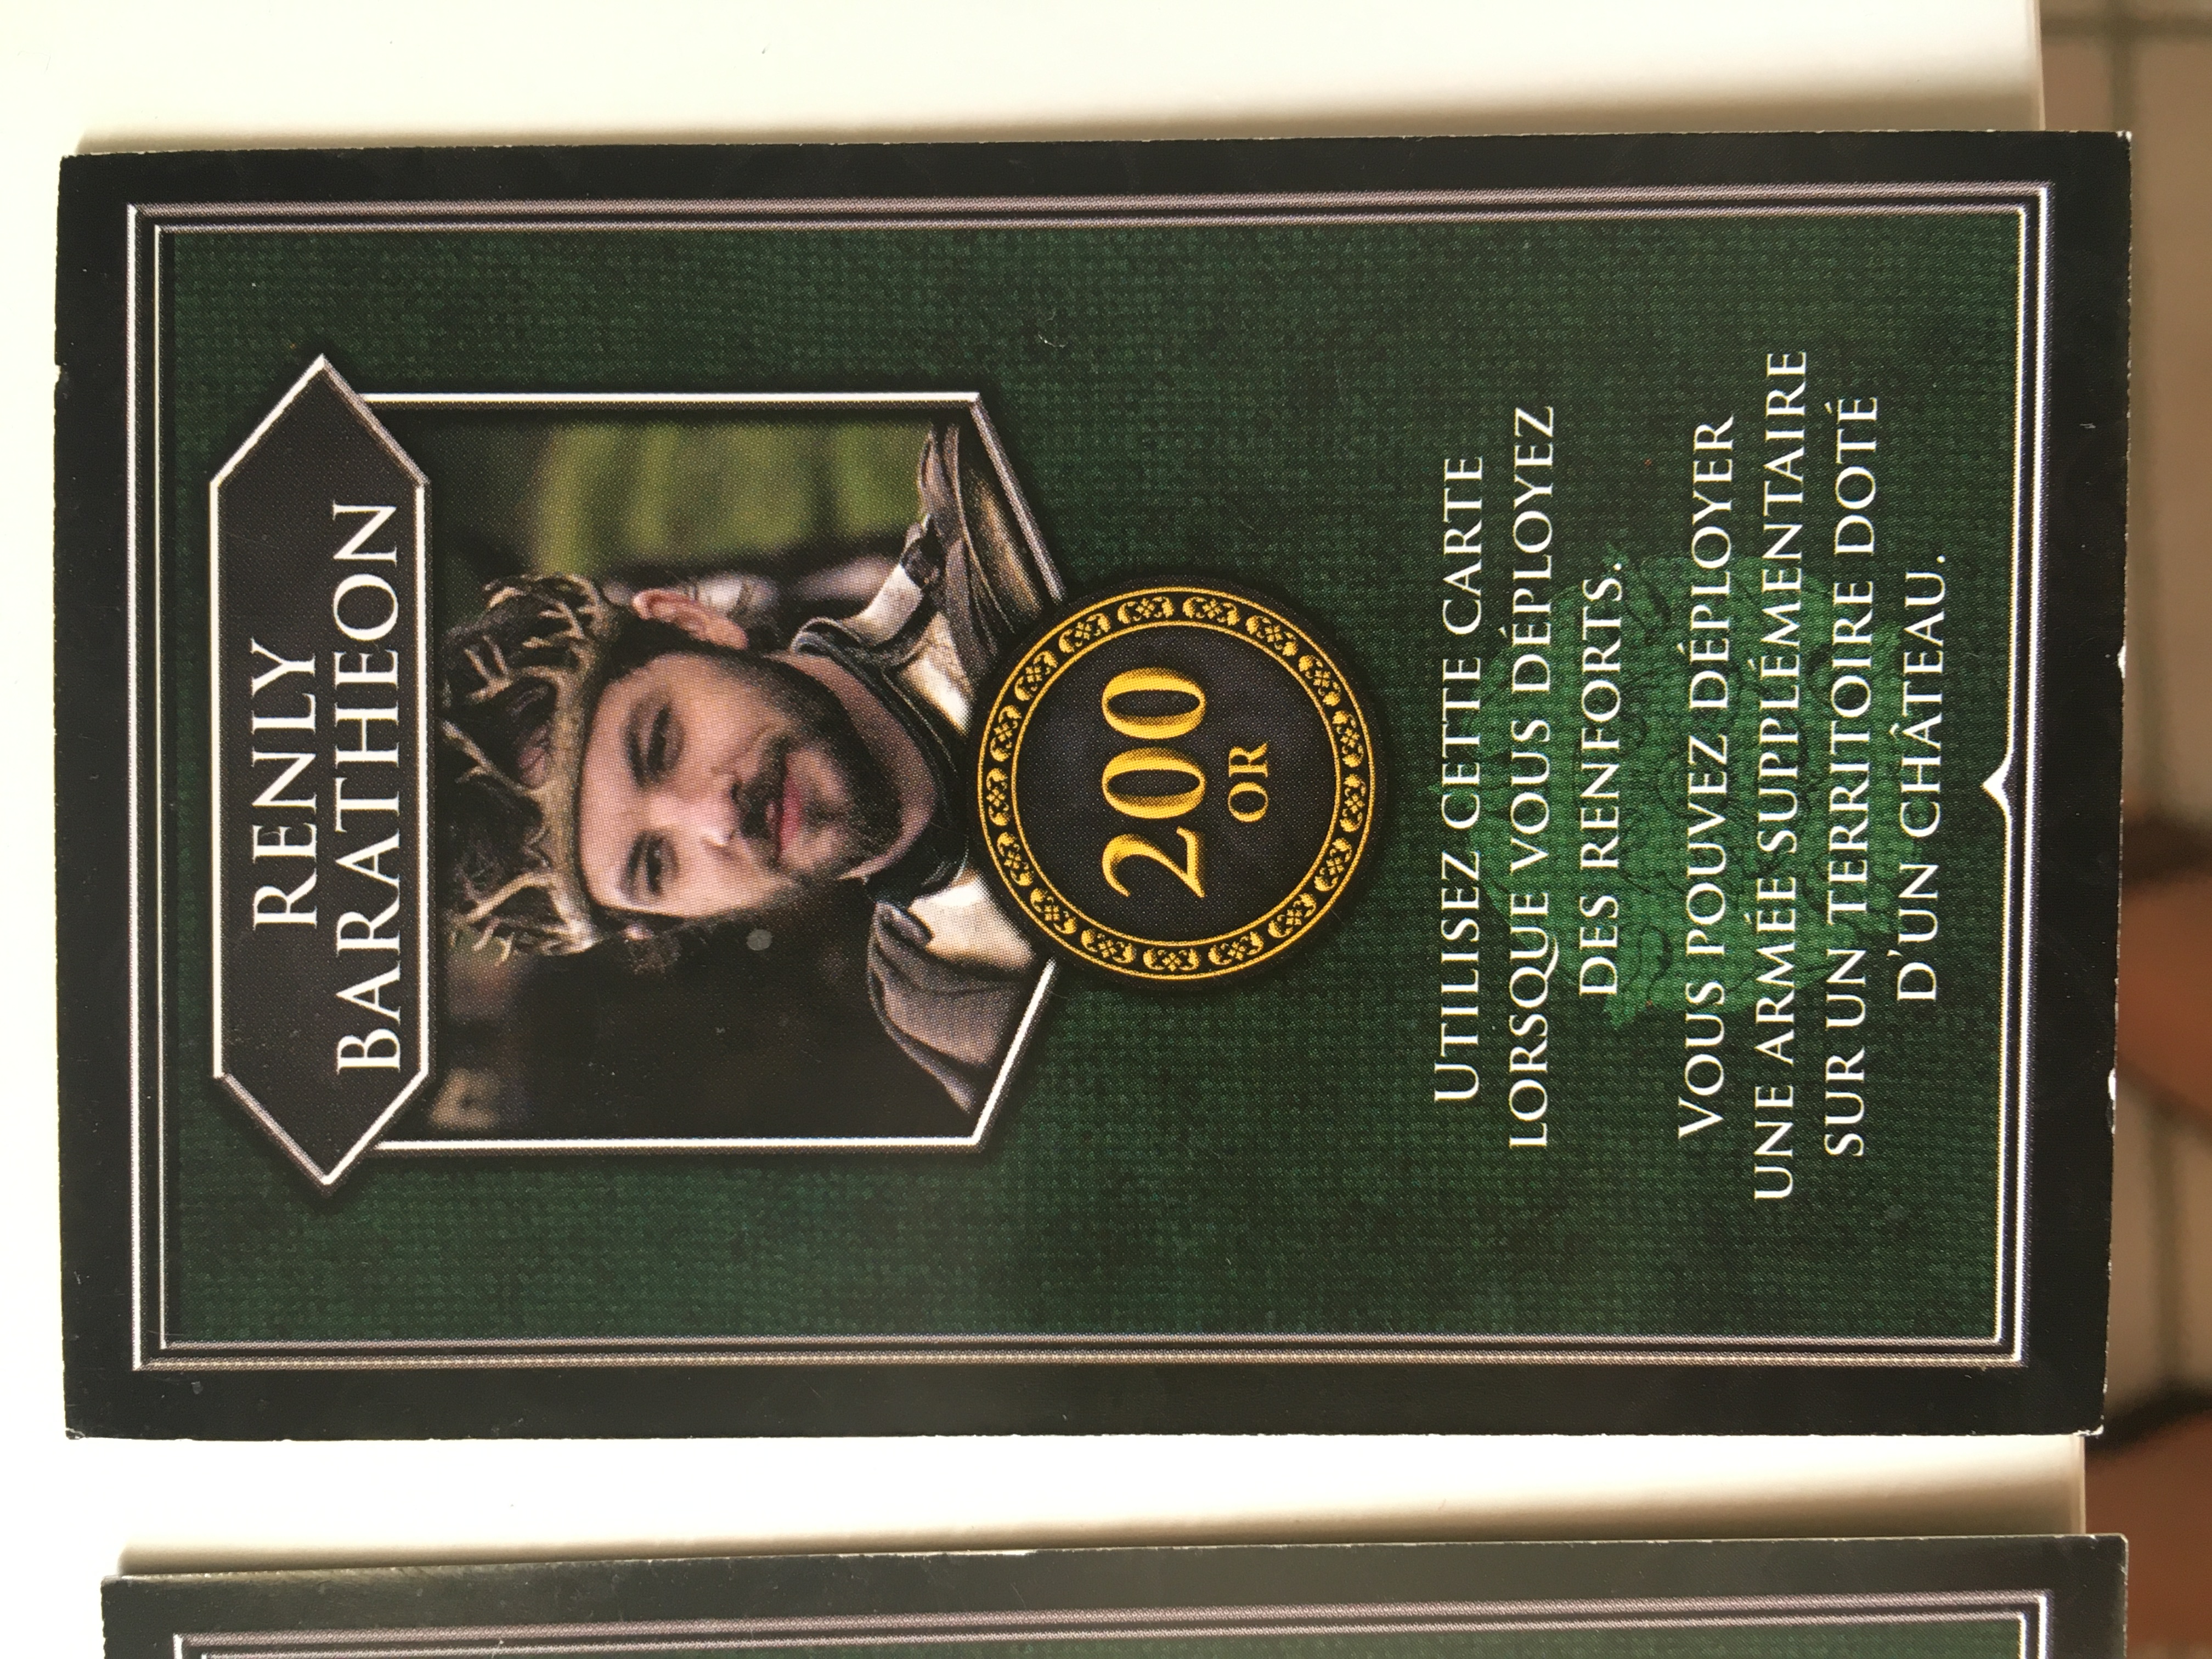 RENLY
BARATHEON
200
OR
UTILISEZ CETTE CARTE
LORSQUE VOUS DÉPLOYEZ
DES RENFORTS.
VOUS POUVEZ DÉPLOYER
UNE ARMÉE SUPPLÉMENTAIRE
SUR UN TERRITOIRE DOTÉ
D'UN CHÂTEAU.